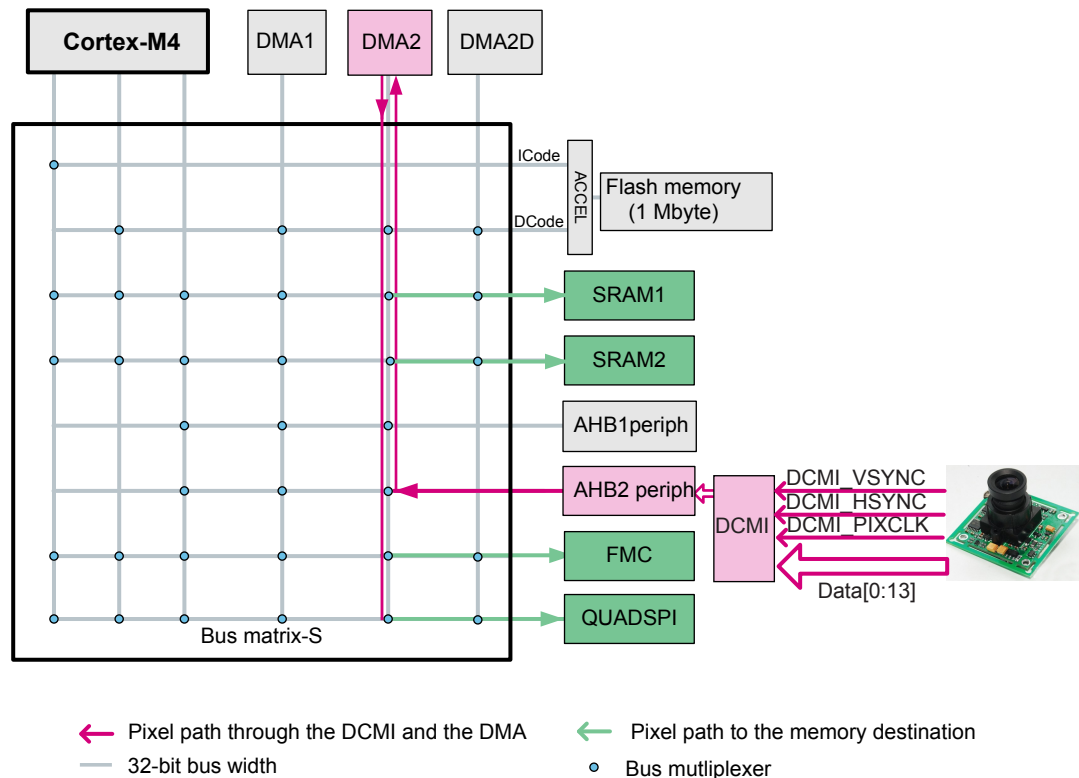 Cortex-M4
DMA1
DMA2
DMA2D
ICode
ACCEL
Flash memory
(1 Mbyte)
DCode
SRAM1
SRAM2
AHB1periph
AHB2 periph
DCMI
DCMI_VSYNC
DCMI_HSYNC
DCMI_PIXCLK
Data[0:13]
FMC
QUADSPI
Bus matrix-S
Pixel path through the DCMI and the DMA
Pixel path to the memory destination
32-bit bus width
Bus mutliplexer